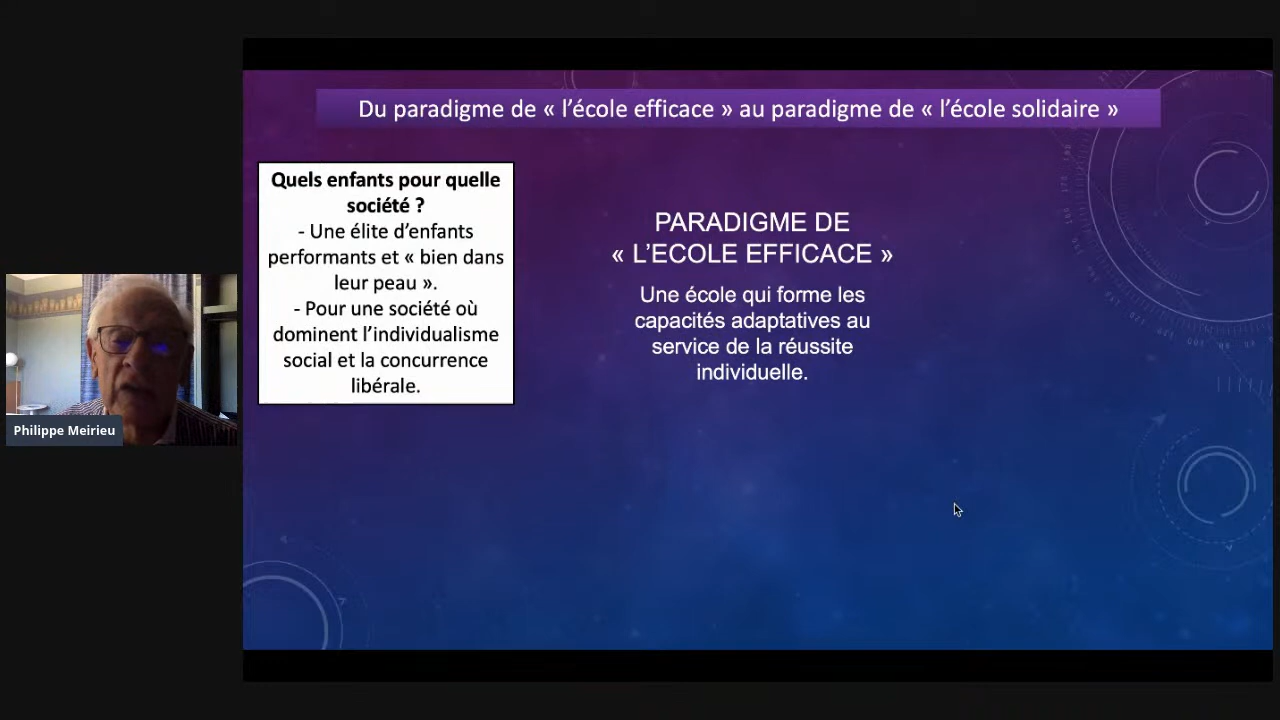 Du paradigme de « l’école efficace » au paradigme de « l’école solidaire »
Quels enfants pour quelle
société ?
- Une élite d’enfants
performants et « bien dans
leur peau ».
- Pour une société où
dominent l’individualisme
social et la concurrence
libérale.
PARADIGME DE
« L’ECOLE EFFICACE »
Une école qui forme les
capacités adaptatives au
service de la réussite
individuelle.
Philippe Meirieu